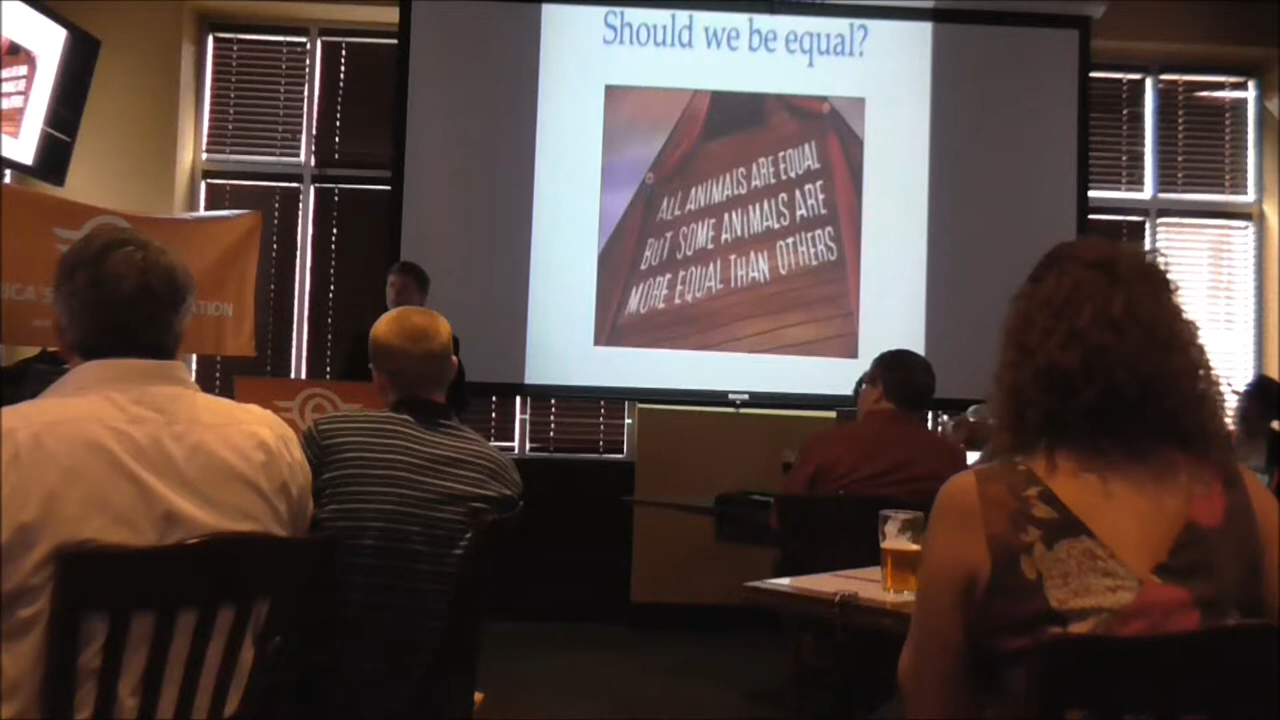 Should we be equal?
ALL ANIMALS ARE EQUAL
BUT SOME ANIMALS ARE
MORE EQUAL THAN OTHERS